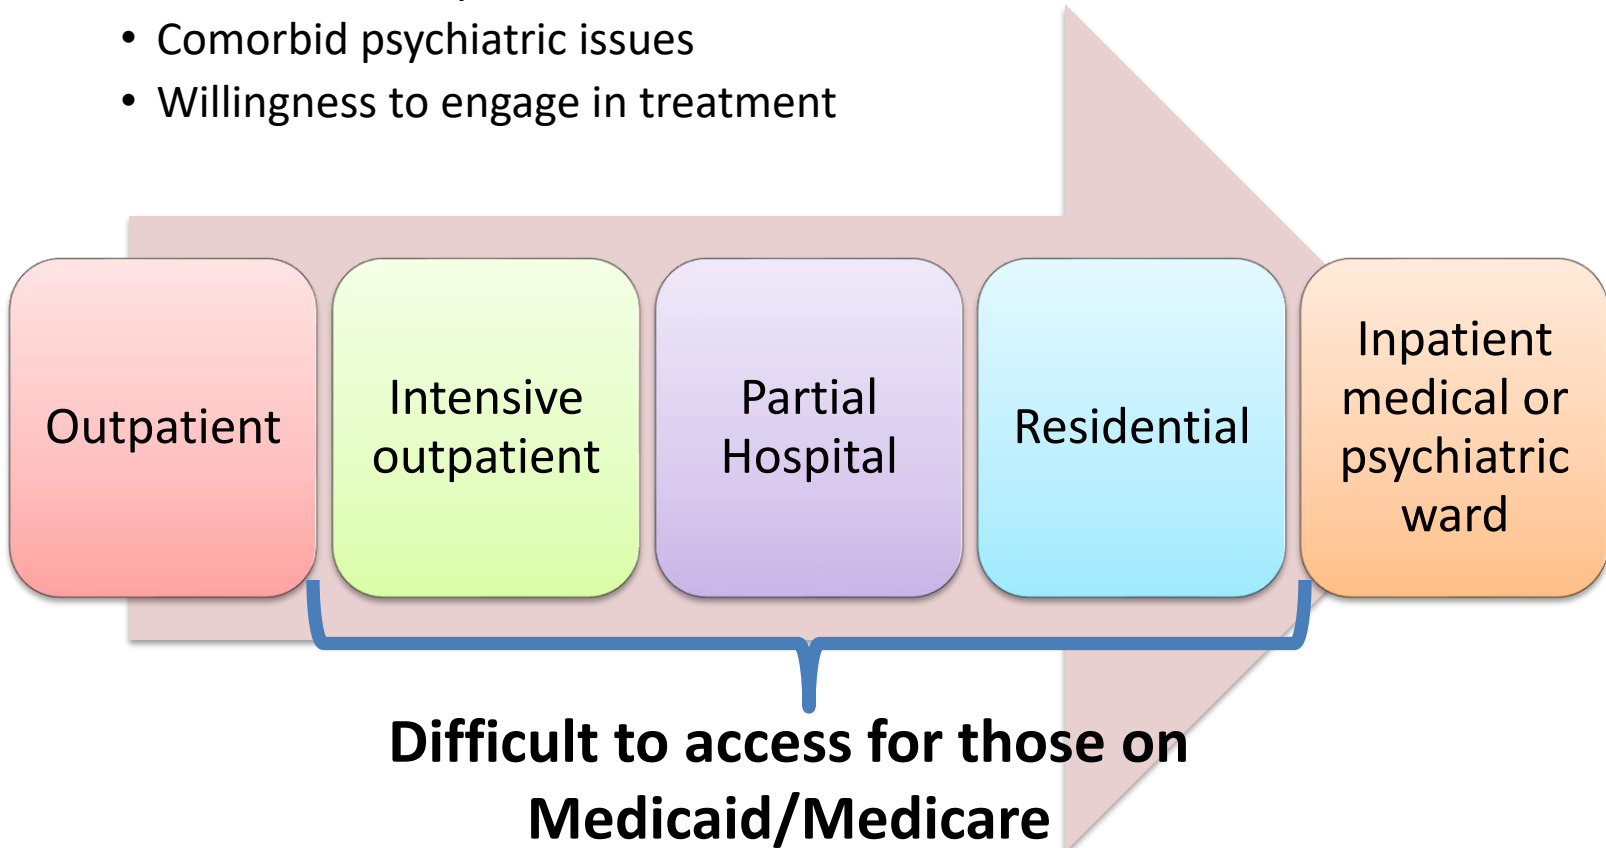 • Comorbid psychiatric issues
• Willingness to engage in treatment
Outpatient
Intensive
outpatient
Partial
Hospital
Residential
Inpatient
medical or
psychiatric
ward
Difficult to access for those on
Medicaid/Medicare